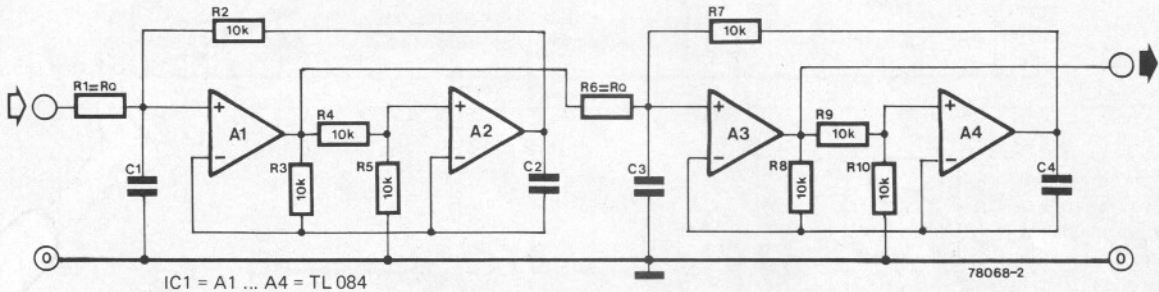 R2
10k
R7
10k
R1=RQ
R6=RQ
+
A1
−
R4
10k
+
A2
−
+
A3
−
R9
10k
+
A4
−
C1
R3
10k
R5
10k
C2
C3
R8
10k
R10
10k
C4
0
0
78068-2
IC1 = A1 ... A4 = TL 084